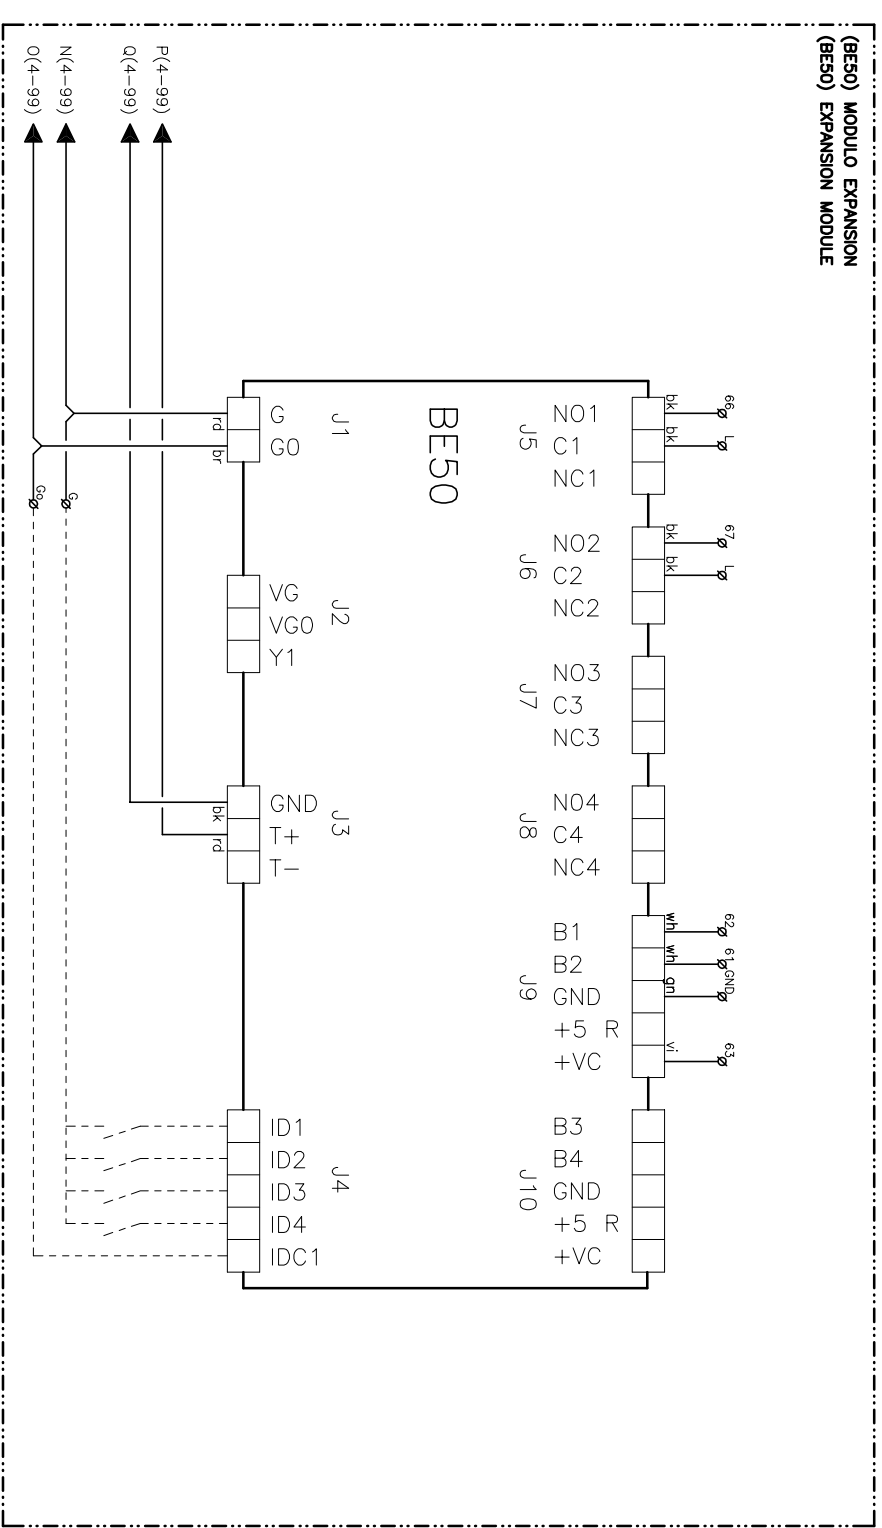 (BE50) MODULO EXPANSION
(BE50) EXPANSION MODULE
O(4-99)
N(4-99)
Q(4-99)
P(4-99)
BE50
J1
G
G0
rd
br
Go
G
J2
VG
VG0
Y1
J3
GND
T+
T-
bk
rd
J4
ID1
ID2
ID3
ID4
IDC1
J5
NO1
C1
NC1
bk
66
bk
L
J6
NO2
C2
NC2
bk
67
bk
L
J7
NO3
C3
NC3
J8
NO4
C4
NC4
J9
B1
B2
GND
+5 R
+VC
wh
62
wh
61
gn
GND
vi
63
J10
B3
B4
GND
+5 R
+VC